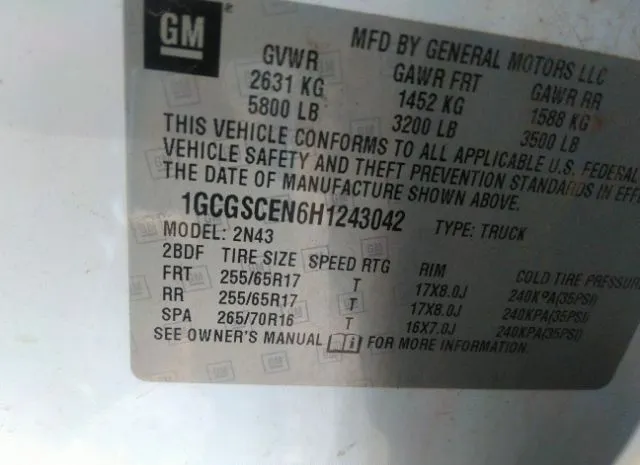 GM
MFD BY GENERAL MOTORS LLC
GVWR GAWR FRT GAWR RR
2631 KG 1452 KG 1588 KG
5800 LB 3200 LB 3500 LB
THIS VEHICLE CONFORMS TO ALL APPLICABLE U.S. FEDERAL
VEHICLE SAFETY AND THEFT PREVENTION STANDARDS IN EFF
THE DATE OF MANUFACTURE SHOWN ABOVE.
1GCGSCEN6H1243042 TYPE: TRUCK
MODEL: 2N43
2BDF TIRE SIZE SPEED RTG RIM COLD TIRE PRESSUR
FRT 255/65R17 T 17X8.0J 240KPA(35PSI)
RR 255/65R17 T 17X8.0J 240KPA(35PSI)
SPA 265/70R16 T 16X7.0J 240KPA(35PSI)
SEE OWNER'S MANUAL i FOR MORE INFORMATION.